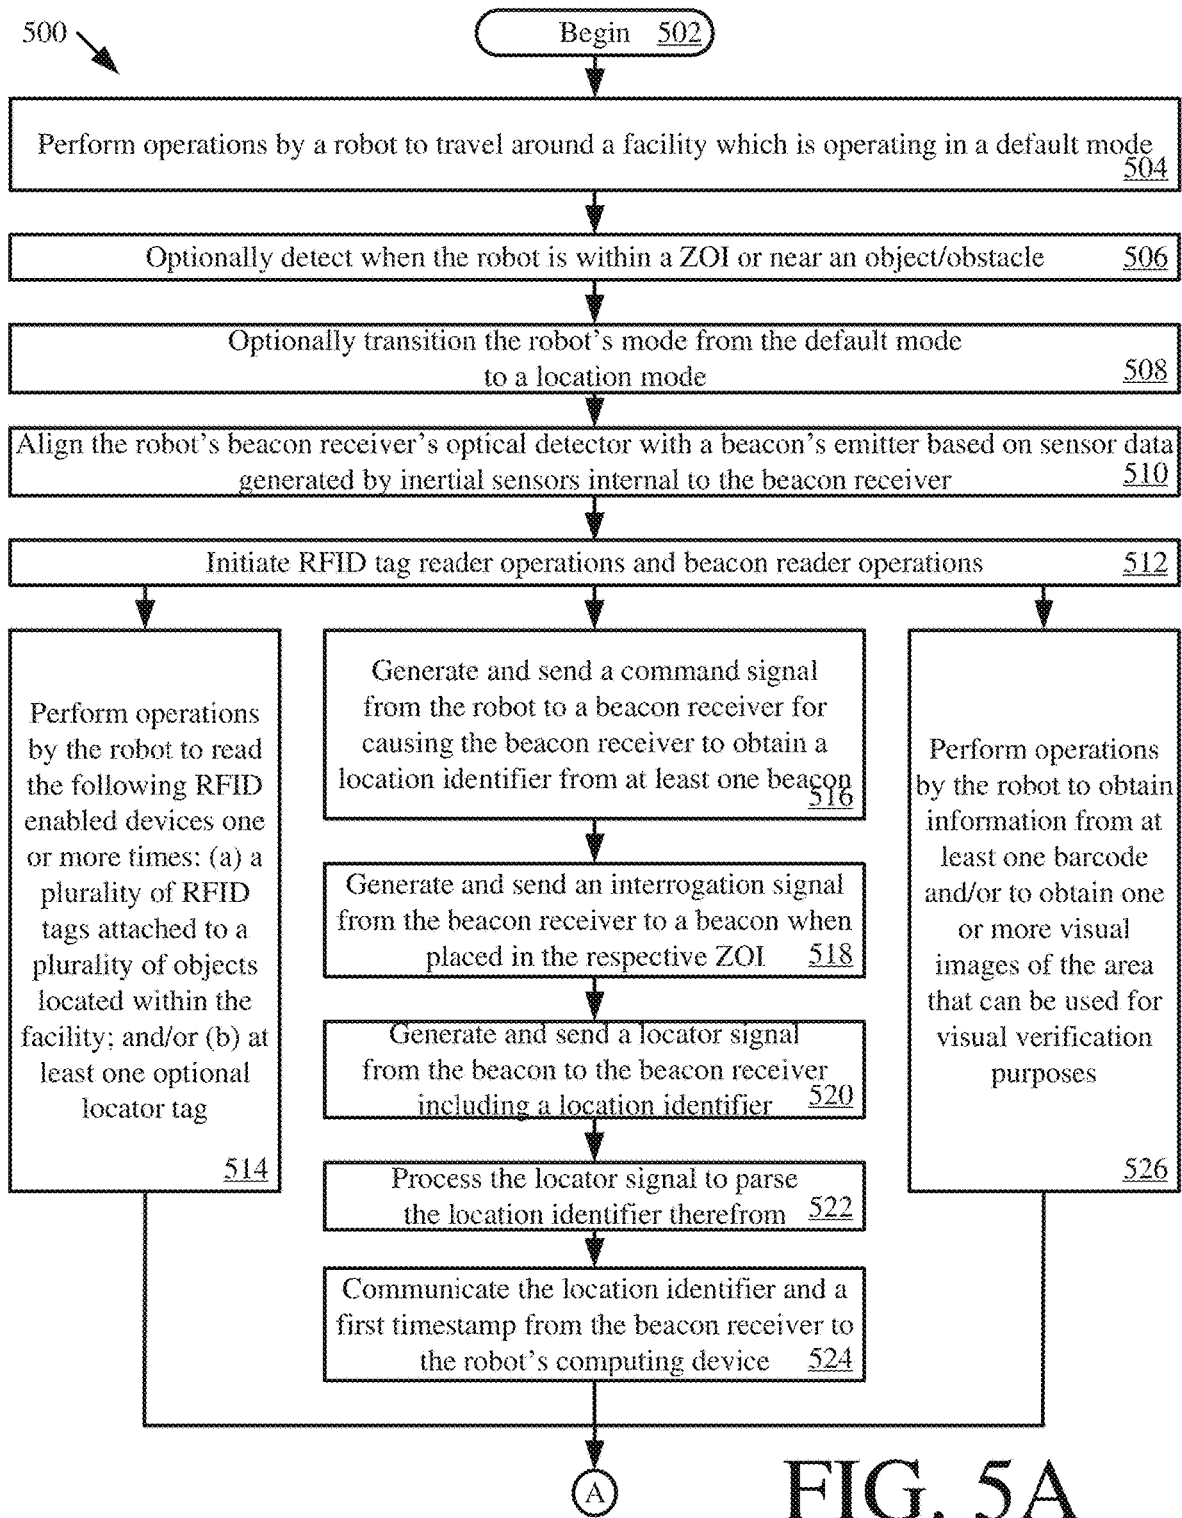 500
Begin 502
Perform operations by a robot to travel around a facility which is operating in a default mode
504
Optionally detect when the robot is within a ZOI or near an object/obstacle 506
Optionally transition the robot's mode from the default mode
to a location mode 508
Align the robot's beacon receiver's optical detector with a beacon's emitter based on sensor data
generated by inertial sensors internal to the beacon receiver 510
Initiate RFID tag reader operations and beacon reader operations 512
Perform operations
by the robot to read
the following RFID
enabled devices one
or more times: (a) a
plurality of RFID
tags attached to a
plurality of objects
located within the
facility; and/or (b) at
least one optional
locator tag
514
Generate and send a command signal
from the robot to a beacon receiver for
causing the beacon receiver to obtain a
location identifier from at least one beacon
516
Generate and send an interrogation signal
from the beacon receiver to a beacon when
placed in the respective ZOI 518
Generate and send a locator signal
from the beacon to the beacon receiver
including a location identifier 520
Process the locator signal to parse
the location identifier therefrom 522
Communicate the location identifier and a
first timestamp from the beacon receiver to
the robot's computing device 524
Perform operations
by the robot to obtain
information from at
least one barcode
and/or to obtain one
or more visual
images of the area
that can be used for
visual verification
purposes
526
A
FIG. 5A